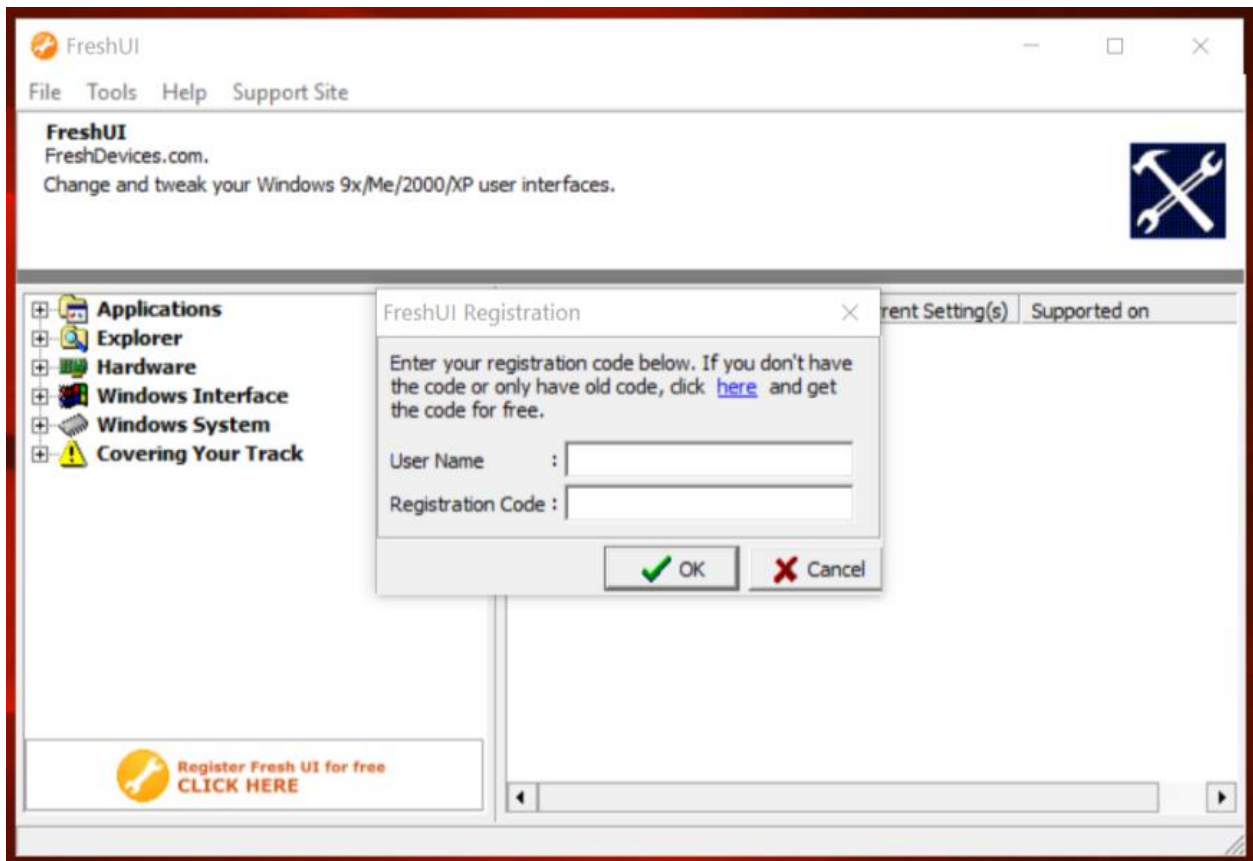 FreshUI
File Tools Help Support Site
FreshUI
FreshDevices.com.
Change and tweak your Windows 9x/Me/2000/XP user interfaces.
Applications
Explorer
Hardware
Windows Interface
Windows System
Covering Your Track
rent Setting(s) Supported on
FreshUI Registration
Enter your registration code below. If you don't have
the code or only have old code, click here and get
the code for free.
User Name :
Registration Code :
OK Cancel
Register Fresh UI for free
CLICK HERE